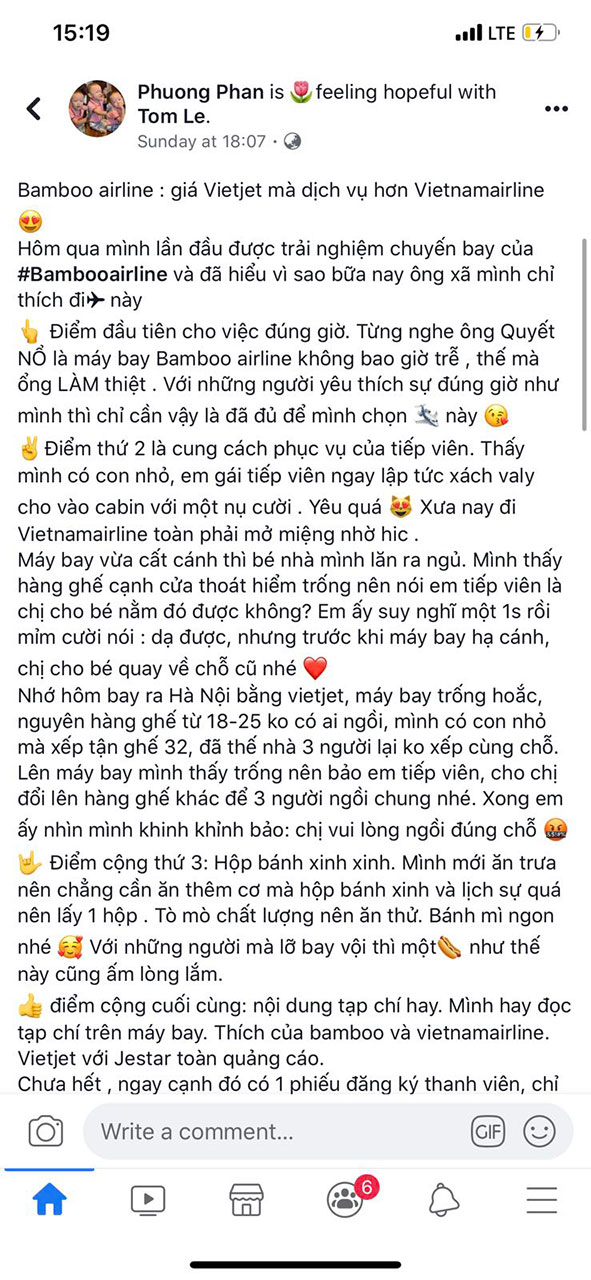 15:19
LTE
Phuong Phan is 🌷feeling hopeful with
Tom Le.
Sunday at 18:07 ·
Bamboo airline : giá Vietjet mà dịch vụ hơn Vietnamairline
😍
Hôm qua mình lần đầu được trải nghiệm chuyến bay của
#Bambooairline và đã hiểu vì sao bữa nay ông xã mình chỉ
thích đi✈ này
👆 Điểm đầu tiên cho việc đúng giờ. Từng nghe ông Quyết
NỔ là máy bay Bamboo airline không bao giờ trễ , thế mà
ổng LÀM thiệt . Với những người yêu thích sự đúng giờ như
mình thì chỉ cần vậy là đã đủ để mình chọn 🛬 này 😘
✌Điểm thứ 2 là cung cách phục vụ của tiếp viên. Thấy
mình có con nhỏ, em gái tiếp viên ngay lập tức xách valy
cho vào cabin với một nụ cười . Yêu quá 😻 Xưa nay đi
Vietnamairline toàn phải mở miệng nhờ hic .
Máy bay vừa cất cánh thì bé nhà mình lăn ra ngủ. Mình thấy
hàng ghế cạnh cửa thoát hiểm trống nên nói em tiếp viên là
chị cho bé nằm đó được không? Em ấy suy nghĩ một 1s rồi
mỉm cười nói : dạ được, nhưng trước khi máy bay hạ cánh,
chị cho bé quay về chỗ cũ nhé ❤️
Nhớ hôm bay ra Hà Nội bằng vietjet, máy bay trống hoắc,
nguyên hàng ghế từ 18-25 ko có ai ngồi, mình có con nhỏ
mà xếp tận ghế 32, đã thế nhà 3 người lại ko xếp cùng chỗ.
Lên máy bay mình thấy trống nên bảo em tiếp viên, cho chị
đổi lên hàng ghế khác để 3 người ngồi chung nhé. Xong em
ấy nhìn mình khinh khỉnh bảo: chị vui lòng ngồi đúng chỗ 🤬
🤟 Điểm cộng thứ 3: Hộp bánh xinh xinh. Mình mới ăn trưa
nên chẳng cần ăn thêm cơ mà hộp bánh xinh và lịch sự quá
nên lấy 1 hộp . Tò mò chất lượng nên ăn thử. Bánh mì ngon
nhé 🥰 Với những người mà lỡ bay vội thì một🌭 như thế
này cũng ấm lòng lắm.
👍 điểm cộng cuối cùng: nội dung tạp chí hay. Mình hay đọc
tạp chí trên máy bay. Thích của bamboo và vietnamairline.
Vietjet với Jestar toàn quảng cáo.
Chưa hết , ngay cạnh đó có 1 phiếu đăng ký thanh viên, chỉ
Write a comment...
GIF
6